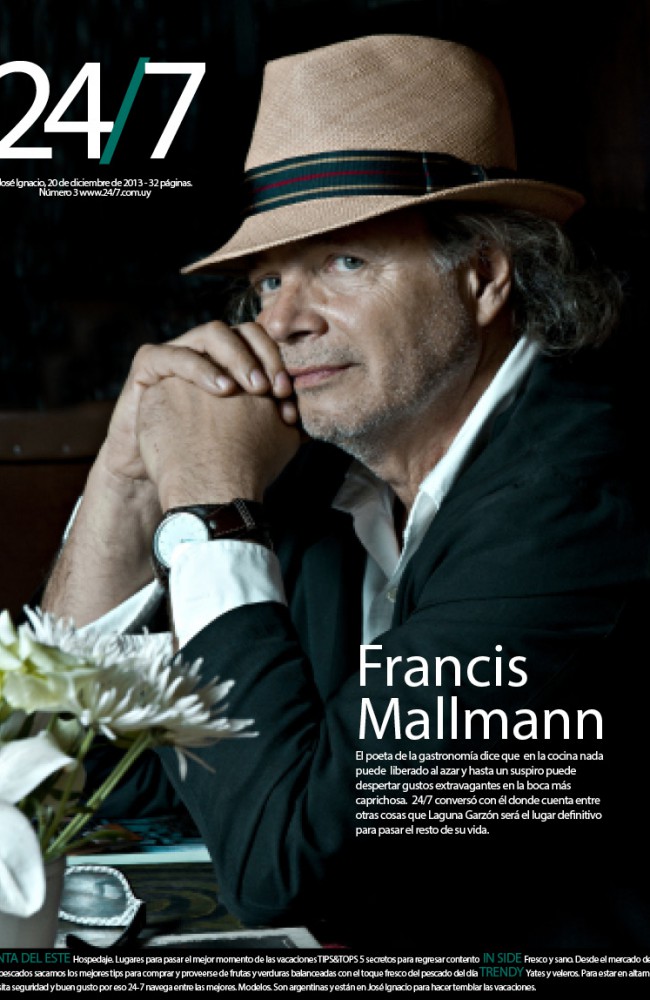 24/7
José Ignacio, 20 de diciembre de 2013 - 32 páginas.
Número 3 www.24/7.com.uy
Francis
Mallmann
El poeta de la gastronomía dice que en la cocina nada
puede liberado al azar y hasta un suspiro puede
despertar gustos extravagantes en la boca más
caprichosa. 24/7 conversó con él donde cuenta entre
otras cosas que Laguna Garzón será el lugar definitivo
para pasar el resto de su vida.
NTA DEL ESTE Hospedaje. Lugares para pasar el mejor momento de las vacaciones TIPS&TOPS 5 secretos para regresar contento IN SIDE Fresco y sano. Desde el mercado de
pescados sacamos los mejores tips para comprar y proveerse de frutas y verduras balanceadas con el toque fresco del pescado del día TRENDY Yates y veleros. Para estar en altam
sita seguridad y buen gusto por eso 24-7 navega entre las mejores. Modelos. Son argentinas y están en José Ignacio para hacer temblar las vacaciones.